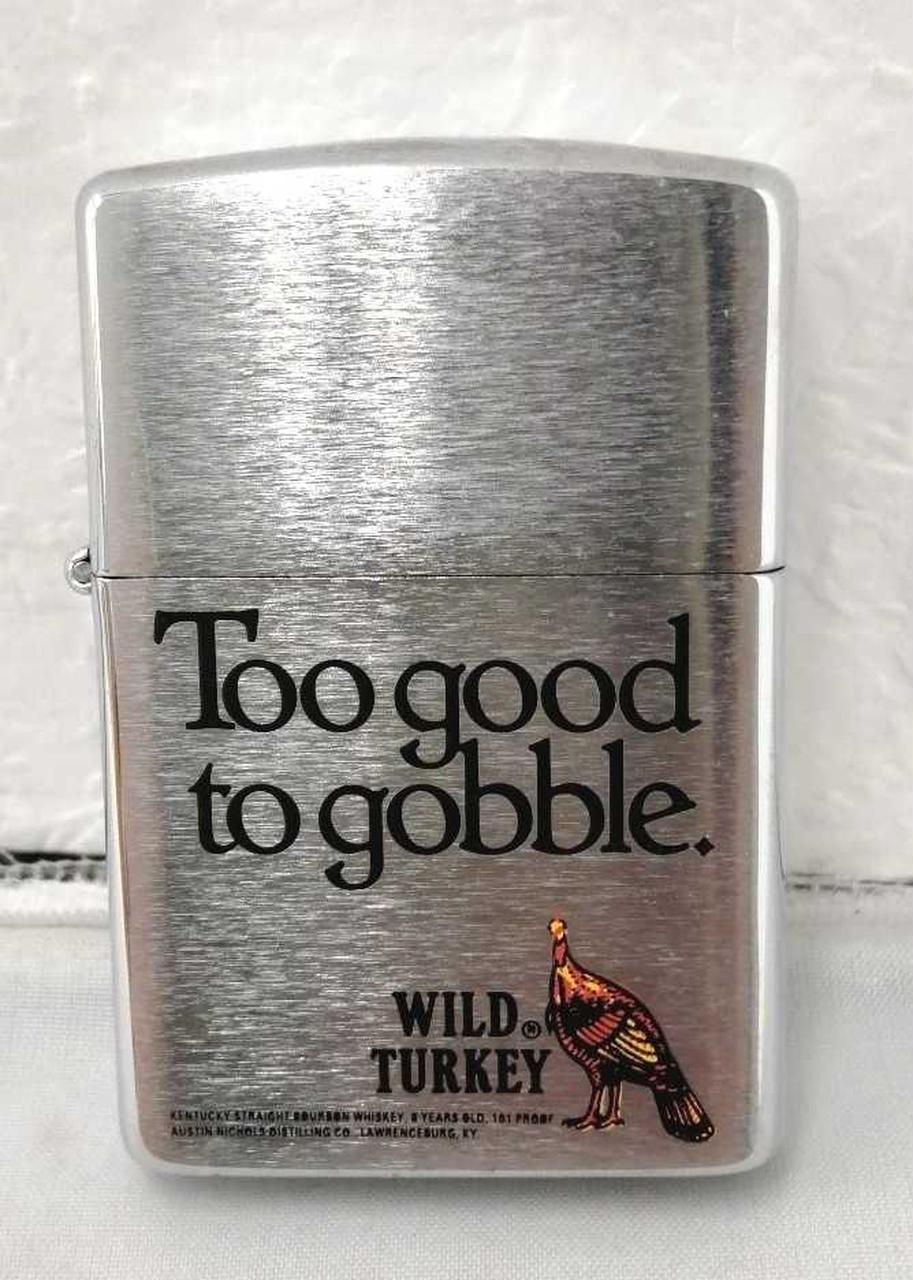 Too good
to gobble.
WILD ®
TURKEY
KENTUCKY STRAIGHT BOURBON WHISKEY, 8 YEARS OLD, 101 PROOF
AUSTIN NICHOLS DISTILLING CO. LAWRENCEBURG, KY